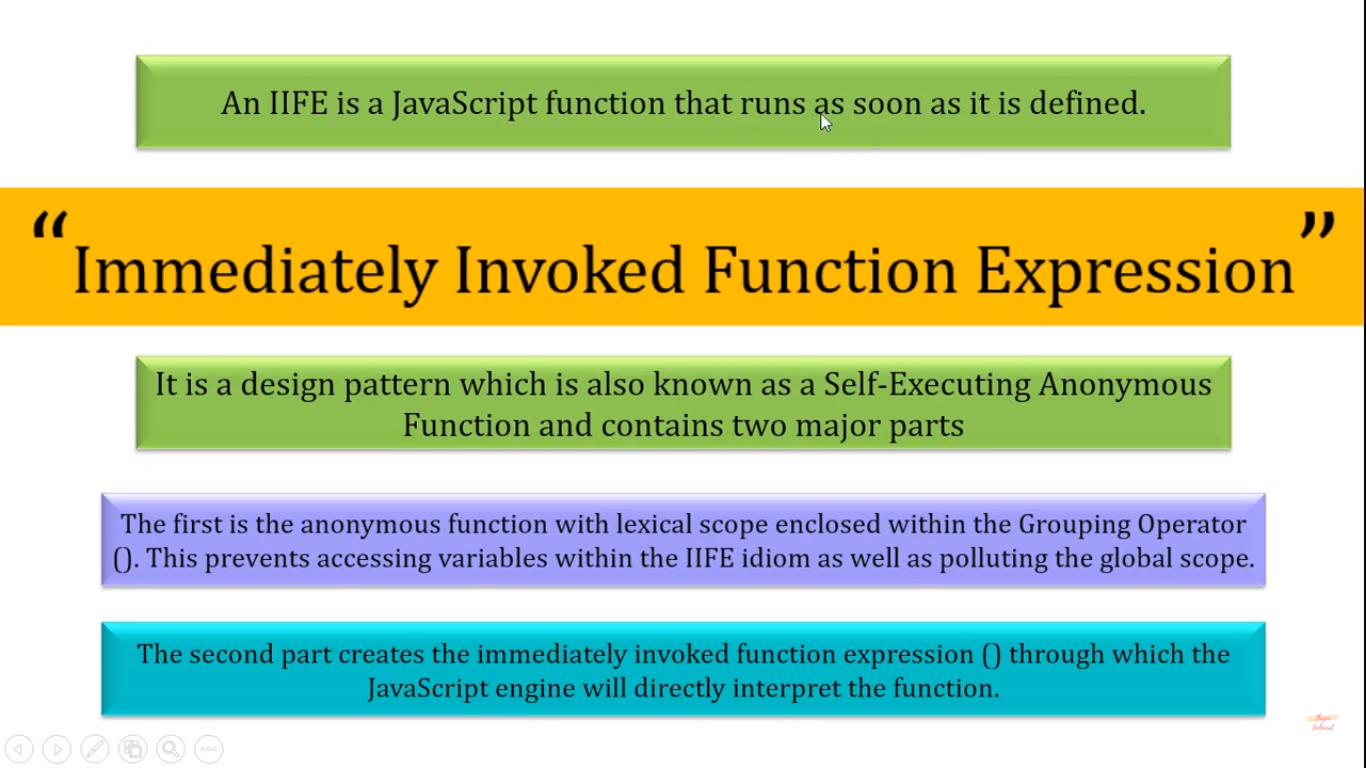 An IIFE is a JavaScript function that runs as soon as it is defined.
“Immediately Invoked Function Expression”
It is a design pattern which is also known as a Self-Executing Anonymous
Function and contains two major parts
The first is the anonymous function with lexical scope enclosed within the Grouping Operator
(). This prevents accessing variables within the IIFE idiom as well as polluting the global scope.
The second part creates the immediately invoked function expression () through which the
JavaScript engine will directly interpret the function.
Technical